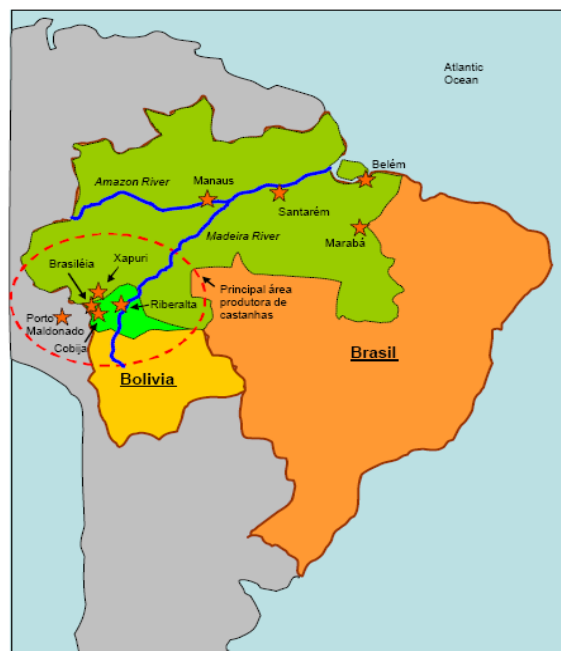 Atlantic
Ocean
Belém
Manaus
Amazon River
Santarém
Madeira River
Marabá
Xapuri
Brasiléia
Principal área
produtora de
castanhas
Riberalta
Porto
Maldonado
Cobija
Brasil
Bolivia